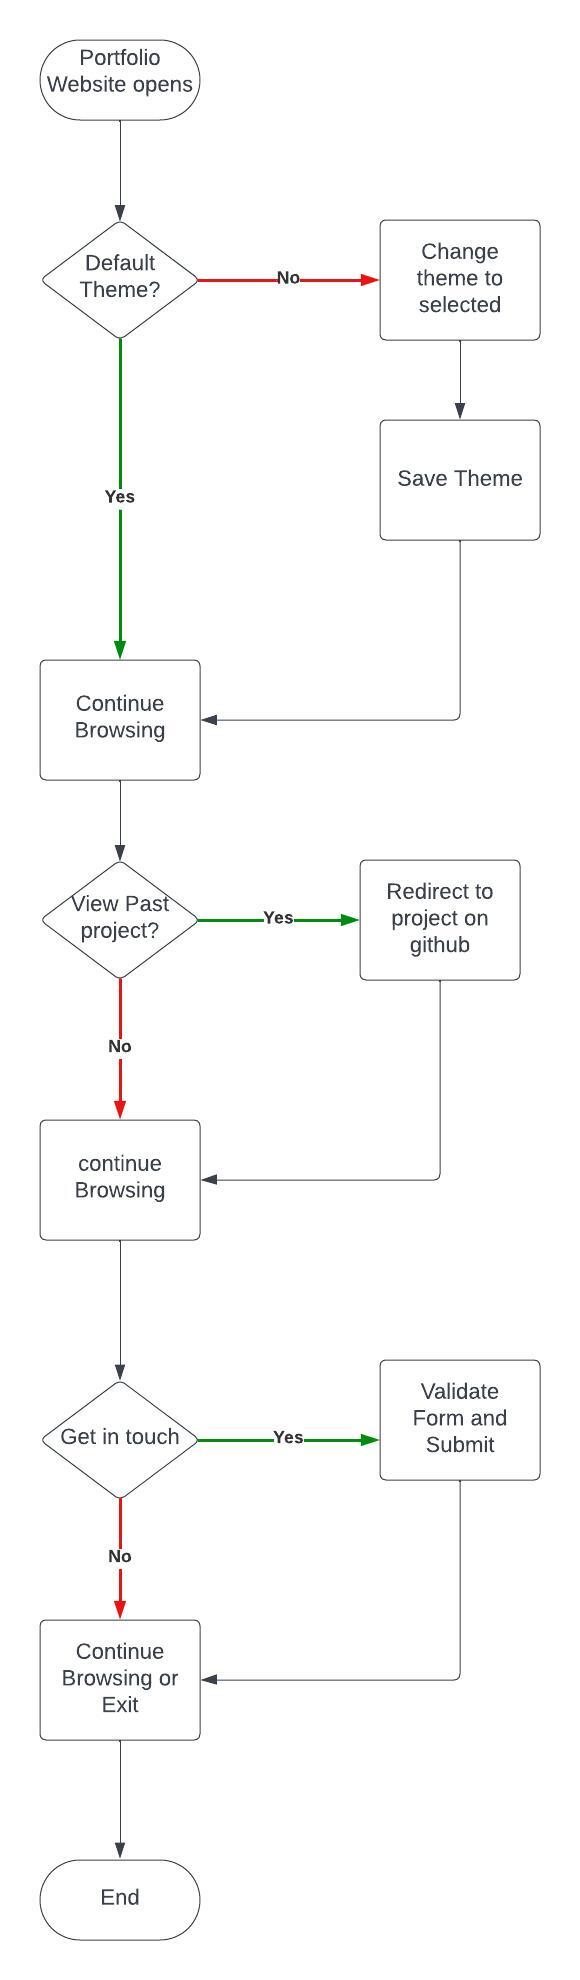 Portfolio
Website opens
Default
Theme?
No
Change
theme to
selected
Save Theme
Yes
Continue
Browsing
View Past
project?
Yes
Redirect to
project on
github
No
continue
Browsing
Get in touch
Yes
Validate
Form and
Submit
No
Continue
Browsing or
Exit
End